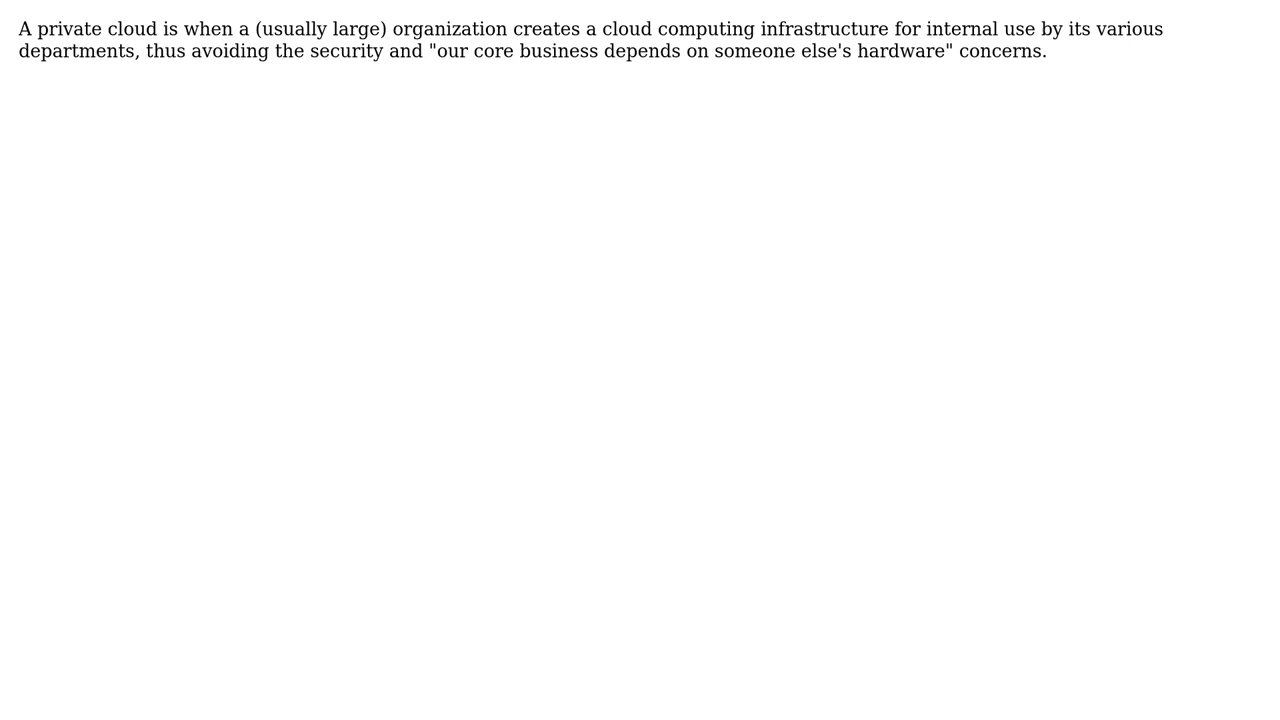 A private cloud is when a (usually large) organization creates a cloud computing infrastructure for internal use by its various
departments, thus avoiding the security and "our core business depends on someone else's hardware" concerns.